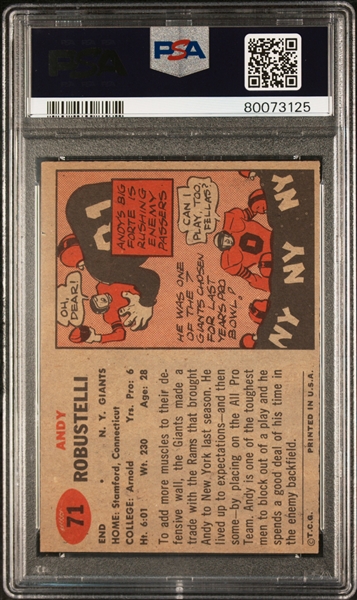 PSA
PSA
80073125
71
ANDY
ROBUSTELLI
END • N. Y. GIANTS
HOME: Stamford, Connecticut
COLLEGE: Arnold Yrs. Pro: 6
Ht. 6:01 Wt. 230 Age: 28
To add more muscles to their de-
fensive wall, the Giants made a
trade with the Rams that brought
Andy to New York last season. He
lived up to expectations—and then
some—by placing on the All Pro
Team. Andy is one of the toughest
men to block out of a play and he
spends a good deal of his time in
the enemy backfield.
©T.C.G. PRINTED IN U.S.A.
OH,
DEAR!
ANDY'S BIG
FORTE IS
RUSHING
ENEMY
PASSERS
HE WAS ONE
OF THE 7
GIANTS CHOSEN
FOR LAST
YEARS PRO
BOWL!
CAN I
PLAY, TOO,
FELLAS?
NY
NY
NY